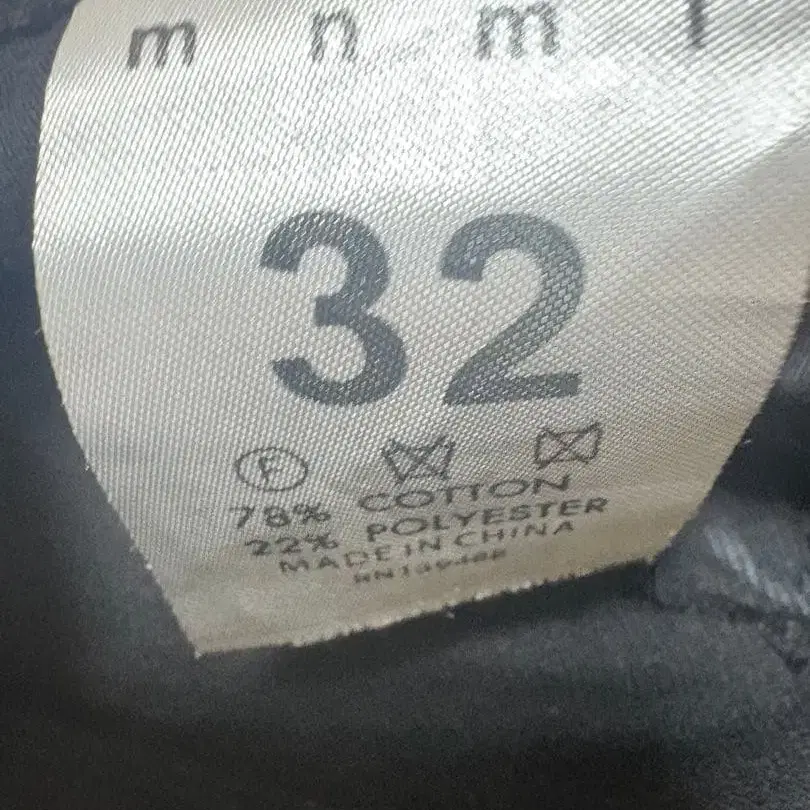 m n m l
32
F
78% COTTON
22% POLYESTER
MADE IN CHINA